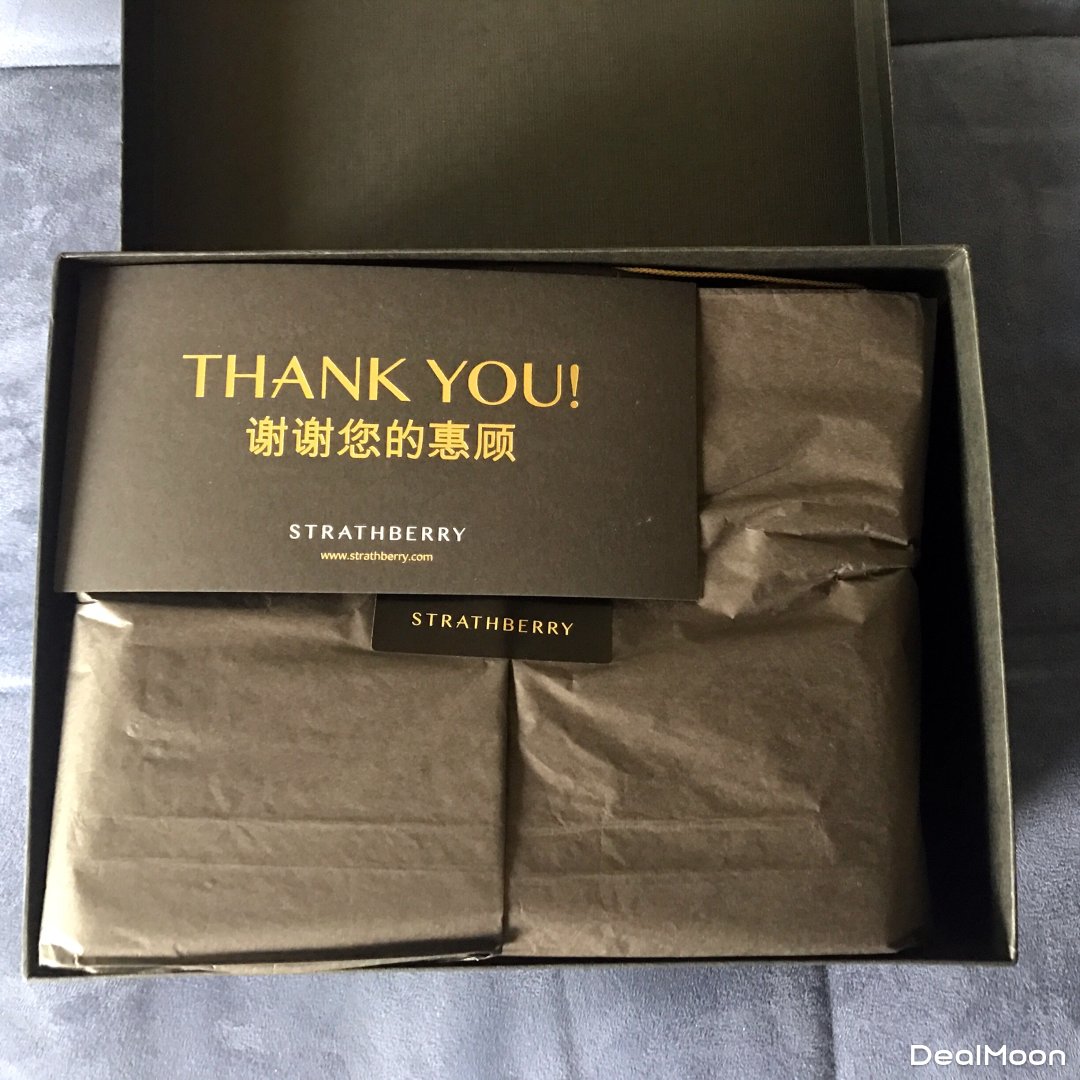 THANK YOU!
谢谢您的惠顾
STRATHBERRY
www.strathberry.com
STRATHBERRY
DealMoon